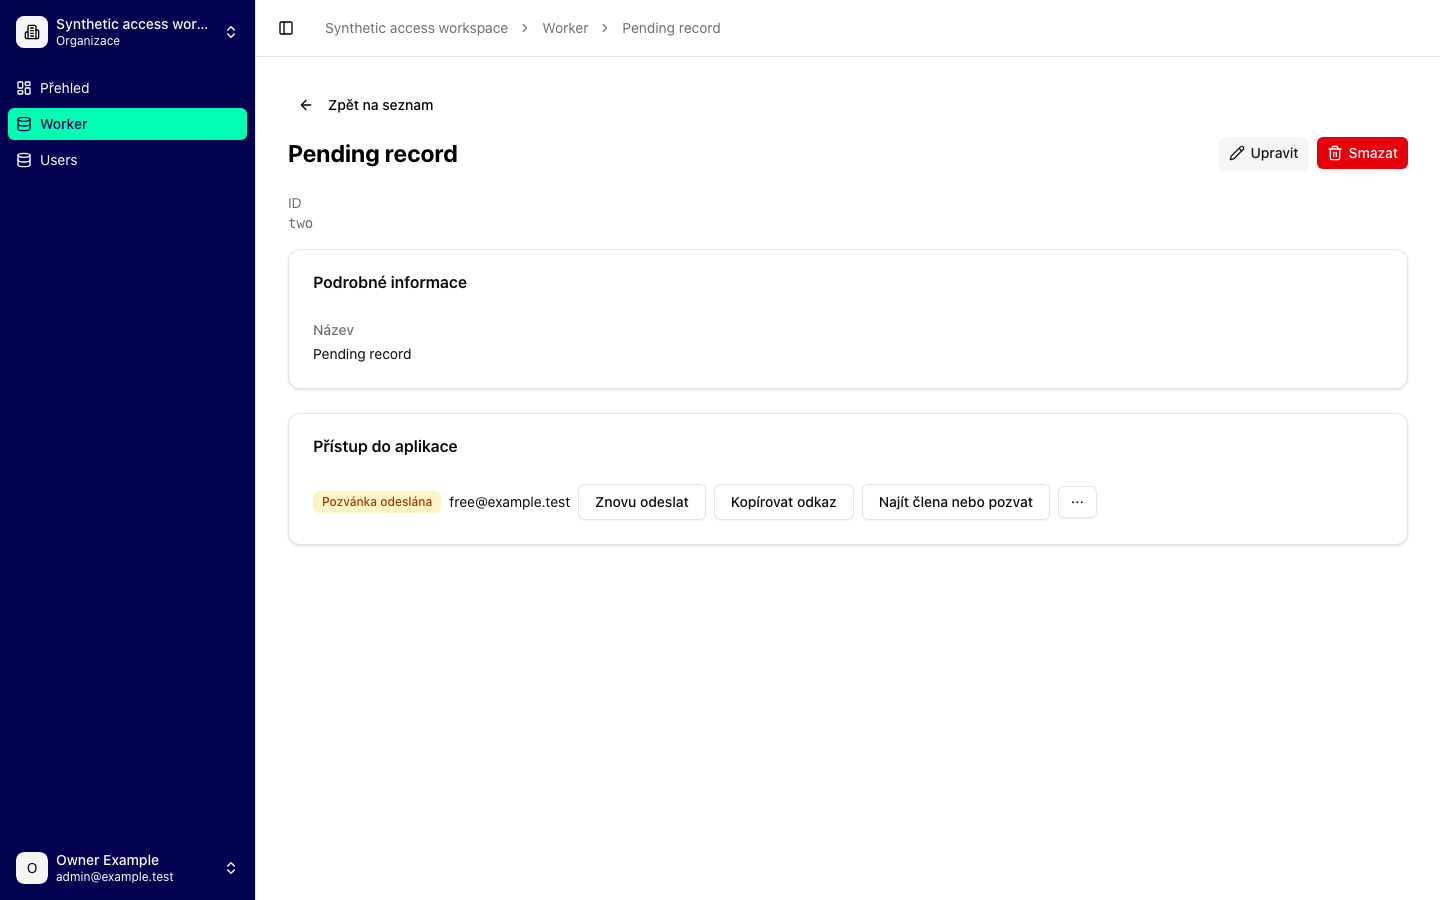 Synthetic access wor...
Organizace
Přehled
Worker
Users
Owner Example
O
admin@example.test
Synthetic access workspace
Worker
Pending record
Zpět na seznam
Pending record
Upravit
Smazat
ID
two
Podrobné informace
Název
Pending record
Přístup do aplikace
Pozvánka odeslána
free@example.test
Znovu odeslat
Kopírovat odkaz
Najít člena nebo pozvat
...